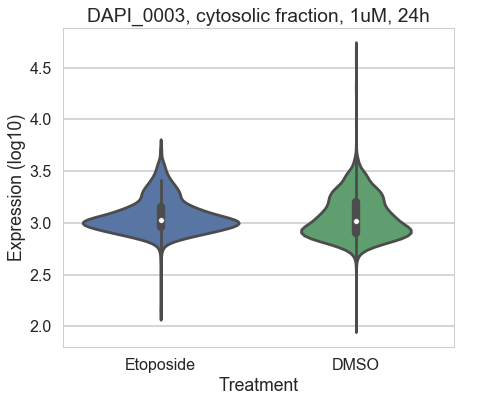 DAPI_0003, cytosolic fraction, 1uM, 24h
Expression (log10)
4.5
4.0
3.5
3.0
2.5
2.0
Etoposide DMSO
Treatment